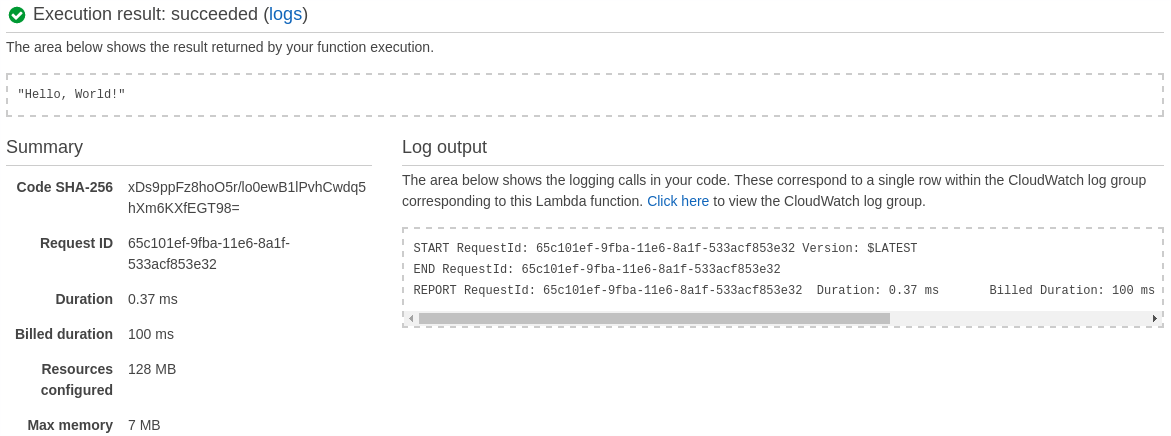 Execution result: succeeded (logs)
The area below shows the result returned by your function execution.
"Hello, World!"
Summary
Code SHA-256 xDs9ppFz8hoO5r/lo0ewB1lPvhCwdq5
hXm6KXfEGT98=
Request ID 65c101ef-9fba-11e6-8a1f-
533acf853e32
Duration 0.37 ms
Billed duration 100 ms
Resources 128 MB
configured
Max memory 7 MB
Log output
The area below shows the logging calls in your code. These correspond to a single row within the CloudWatch log group
corresponding to this Lambda function. Click here to view the CloudWatch log group.
START RequestId: 65c101ef-9fba-11e6-8a1f-533acf853e32 Version: $LATEST
END RequestId: 65c101ef-9fba-11e6-8a1f-533acf853e32
REPORT RequestId: 65c101ef-9fba-11e6-8a1f-533acf853e32 Duration: 0.37 ms Billed Duration: 100 ms